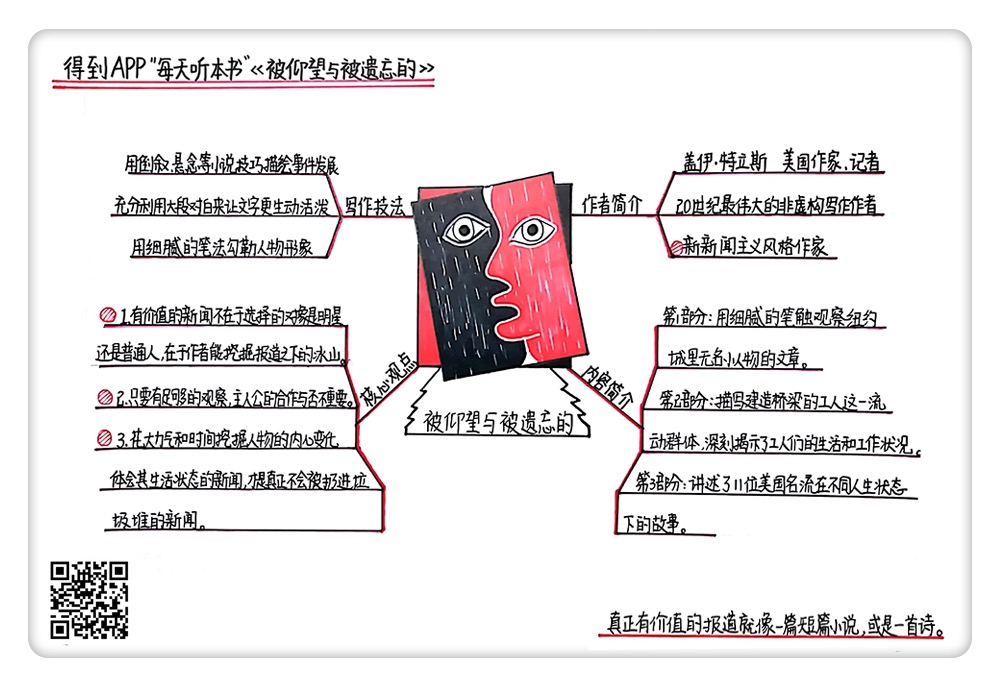 得到APP“每天听本书”《被仰望与被遗忘的》
用倒叙、悬念等小说技巧描绘事件发展
充分利用大段对白来让文字更生动活泼
用细腻的笔法勾勒人物形象
写作技法
作者简介
盖伊·特立斯 美国作家、记者
20世纪最伟大的非虚构写作作者
新新闻主义风格作家
1.有价值的新闻不在于选择的对象是明星
还是普通人,在于作者能挖掘报道之下的冰山。
2.只要有足够的观察,主人公的合作与否不重要。
3.花大力气和时间挖掘人物的内心变化
体会其生活状态的新闻,才是真正不会被扔进垃
圾堆的新闻。
核心观点
被仰望与被遗忘的
内容简介
第1部分:用细腻的笔触观察纽约
城里无名小人物的文章。
第2部分:描写建造桥梁的工人这一流
动群体,深刻揭示了工人们的生活和工作状况。
第3部分:讲述了11位美国名流在不同人生状态
下的故事。
真正有价值的报道就像一篇短篇小说,或是一首诗。